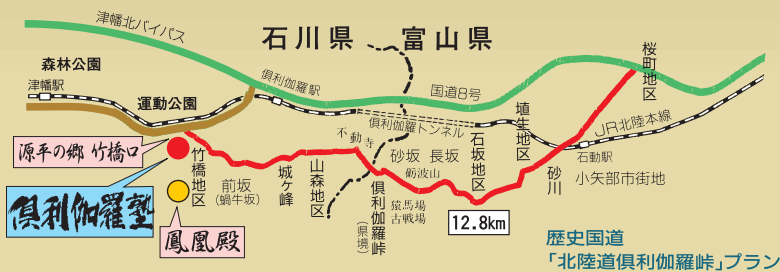 津幡北バイパス
石川県
富山県
桜町地区
森林公園
津幡駅
運動公園
倶利伽羅駅
国道8号
埴生地区
JR北陸本線
倶利伽羅トンネル
不動寺
石動駅
源平の郷 竹橋口
竹橋地区
前坂
(蝸牛坂)
城ヶ峰
山森地区
砂坂 長坂
砺波山
石坂地区
砂川
小矢部市街地
倶利伽羅塾
鳳凰殿
倶利伽羅峠
(県境)
猿馬場
古戦場
12.8km
歴史国道
「北陸道倶利伽羅峠」プラン